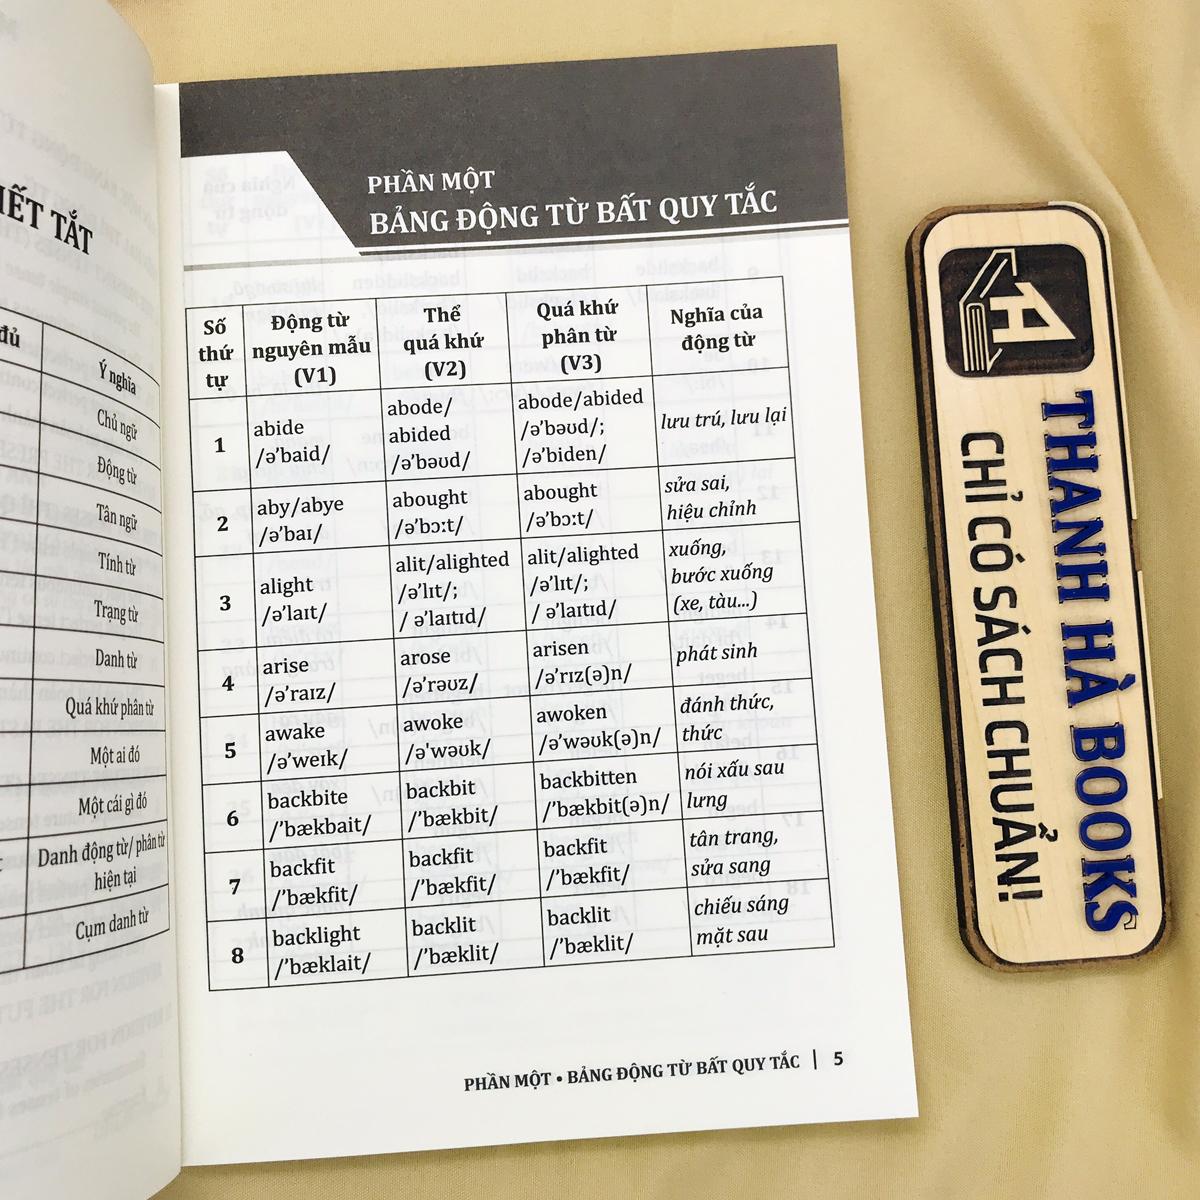 IẾT TẮT
đủ
Ý nghĩa
Chủ ngữ
Động từ
Tân ngữ
Tính từ
Trạng từ
Danh từ
Quá khứ phân từ
Một ai đó
Một cái gì đó
Danh động từ/ phân từ
hiện tại
Cụm danh từ
PHẦN MỘT
BẢNG ĐỘNG TỪ BẤT QUY TẮC
Số
thứ
tự
Động từ
nguyên mẫu
(V1)
Thể
quá khứ
(V2)
Quá khứ
phân từ
(V3)
Nghĩa của
động từ
1
abide
/ə'baid/
abode/
abided
/ə'bəʊd/
abode/abided
/ə'bəʊd/;
/ə'biden/
lưu trú, lưu lại
2
aby/abye
/ə'baɪ/
abought
/ə'bɔ:t/
abought
/ə'bɔ:t/
sửa sai,
hiệu chỉnh
3
alight
/ə'laɪt/
alit/alighted
/ə'lɪt/;
/ ə'laɪtɪd/
alit/alighted
/ə'lɪt/;
/ ə'laɪtɪd/
xuống,
bước xuống
(xe, tàu...)
4
arise
/ə'raɪz/
arose
/ə'rəʊz/
arisen
/ə'rɪz(ə)n/
phát sinh
5
awake
/ə'weɪk/
awoke
/ə'wəʊk/
awoken
/ə'wəʊk(ə)n/
đánh thức,
thức
6
backbite
/'bækbait/
backbit
/'bækbit/
backbitten
/'bækbit(ə)n/
nói xấu sau
lưng
7
backfit
/'bækfit/
backfit
/'bækfit/
backfit
/'bækfit/
tân trang,
sửa sang
8
backlight
/'bæklait/
backlit
/'bæklit/
backlit
/'bæklit/
chiếu sáng
mặt sau
PHẦN MỘT • BẢNG ĐỘNG TỪ BẤT QUY TẮC | 5
THANH HÀ BOOKS
CHỈ CÓ SÁCH CHUẨN!